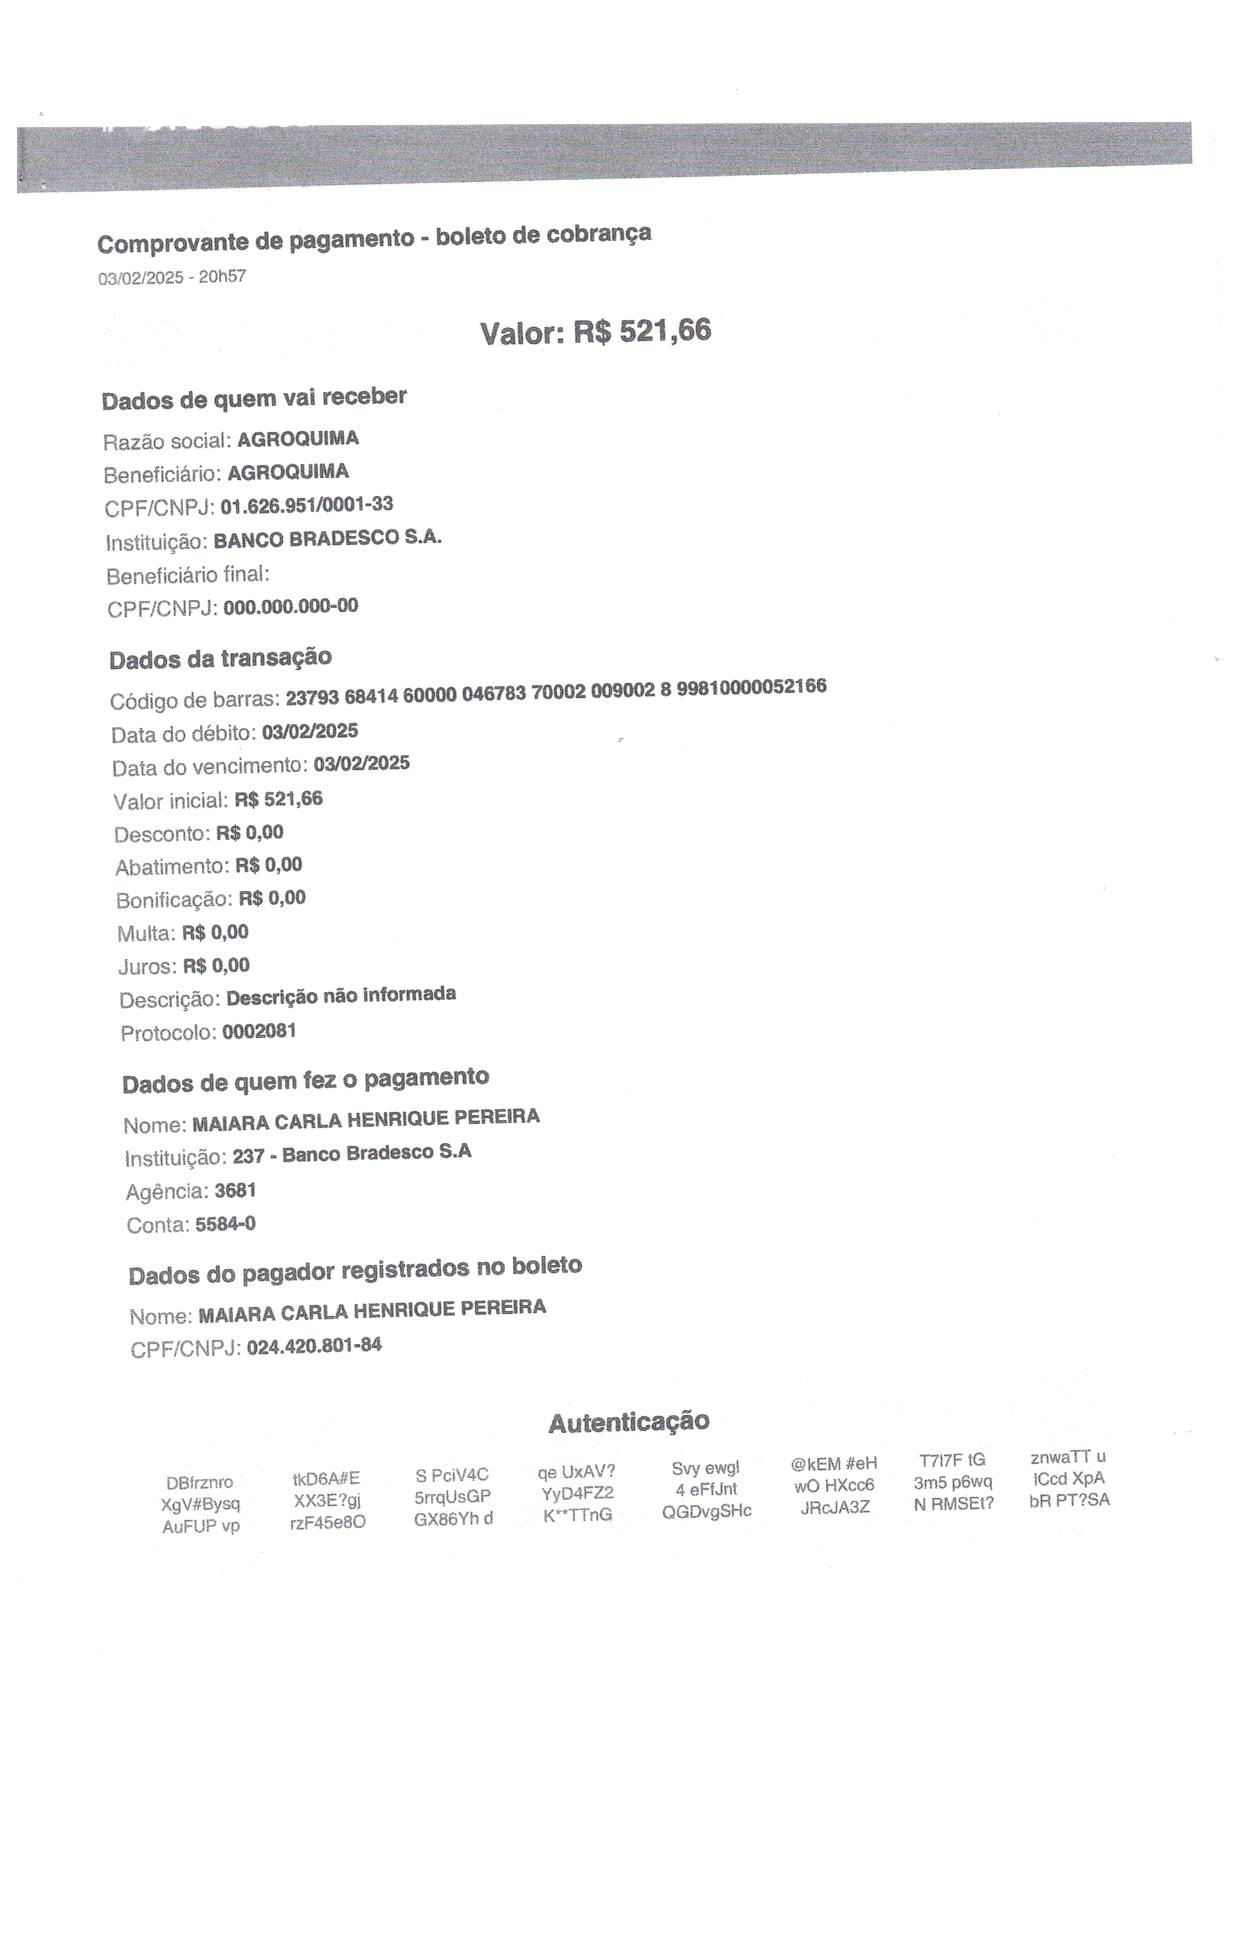 Comprovante de pagamento - boleto de cobrança
03/02/2025 - 20h57
Valor: R$ 521,66
Dados de quem vai receber
Razão social: AGROQUIMA
Beneficiário: AGROQUIMA
CPF/CNPJ: 01.626.951/0001-33
Instituição: BANCO BRADESCO S.A.
Beneficiário final:
CPF/CNPJ: 000.000.000-00
Dados da transação
Código de barras: 23793 68414 60000 046783 70002 009002 8 99810000052166
Data do débito: 03/02/2025
Data do vencimento: 03/02/2025
Valor inicial: R$ 521,66
Desconto: R$ 0,00
Abatimento: R$ 0,00
Bonificação: R$ 0,00
Multa: R$ 0,00
Juros: R$ 0,00
Descrição: Descrição não informada
Protocolo: 0002081
Dados de quem fez o pagamento
Nome: MAIARA CARLA HENRIQUE PEREIRA
Instituição: 237 - Banco Bradesco S.A
Agência: 3681
Conta: 5584-0
Dados do pagador registrados no boleto
Nome: MAIARA CARLA HENRIQUE PEREIRA
CPF/CNPJ: 024.420.801-84
Autenticação
DBfrznro tkD6A#E S PciV4C qe UxAV? Svy ewgl @kEM #eH T7I7F tG znwaTT u
XgV#Bysq XX3E?gj 5rrqUsGP YyD4FZ2 4 eFfJnt wO HXcc6 3m5 p6wq lCcd XpA
AuFUP vp rzF45e8O GX86Yh d K**TTnG QGDvgSHc JRcJA3Z N RMSEt? bR PT?SA